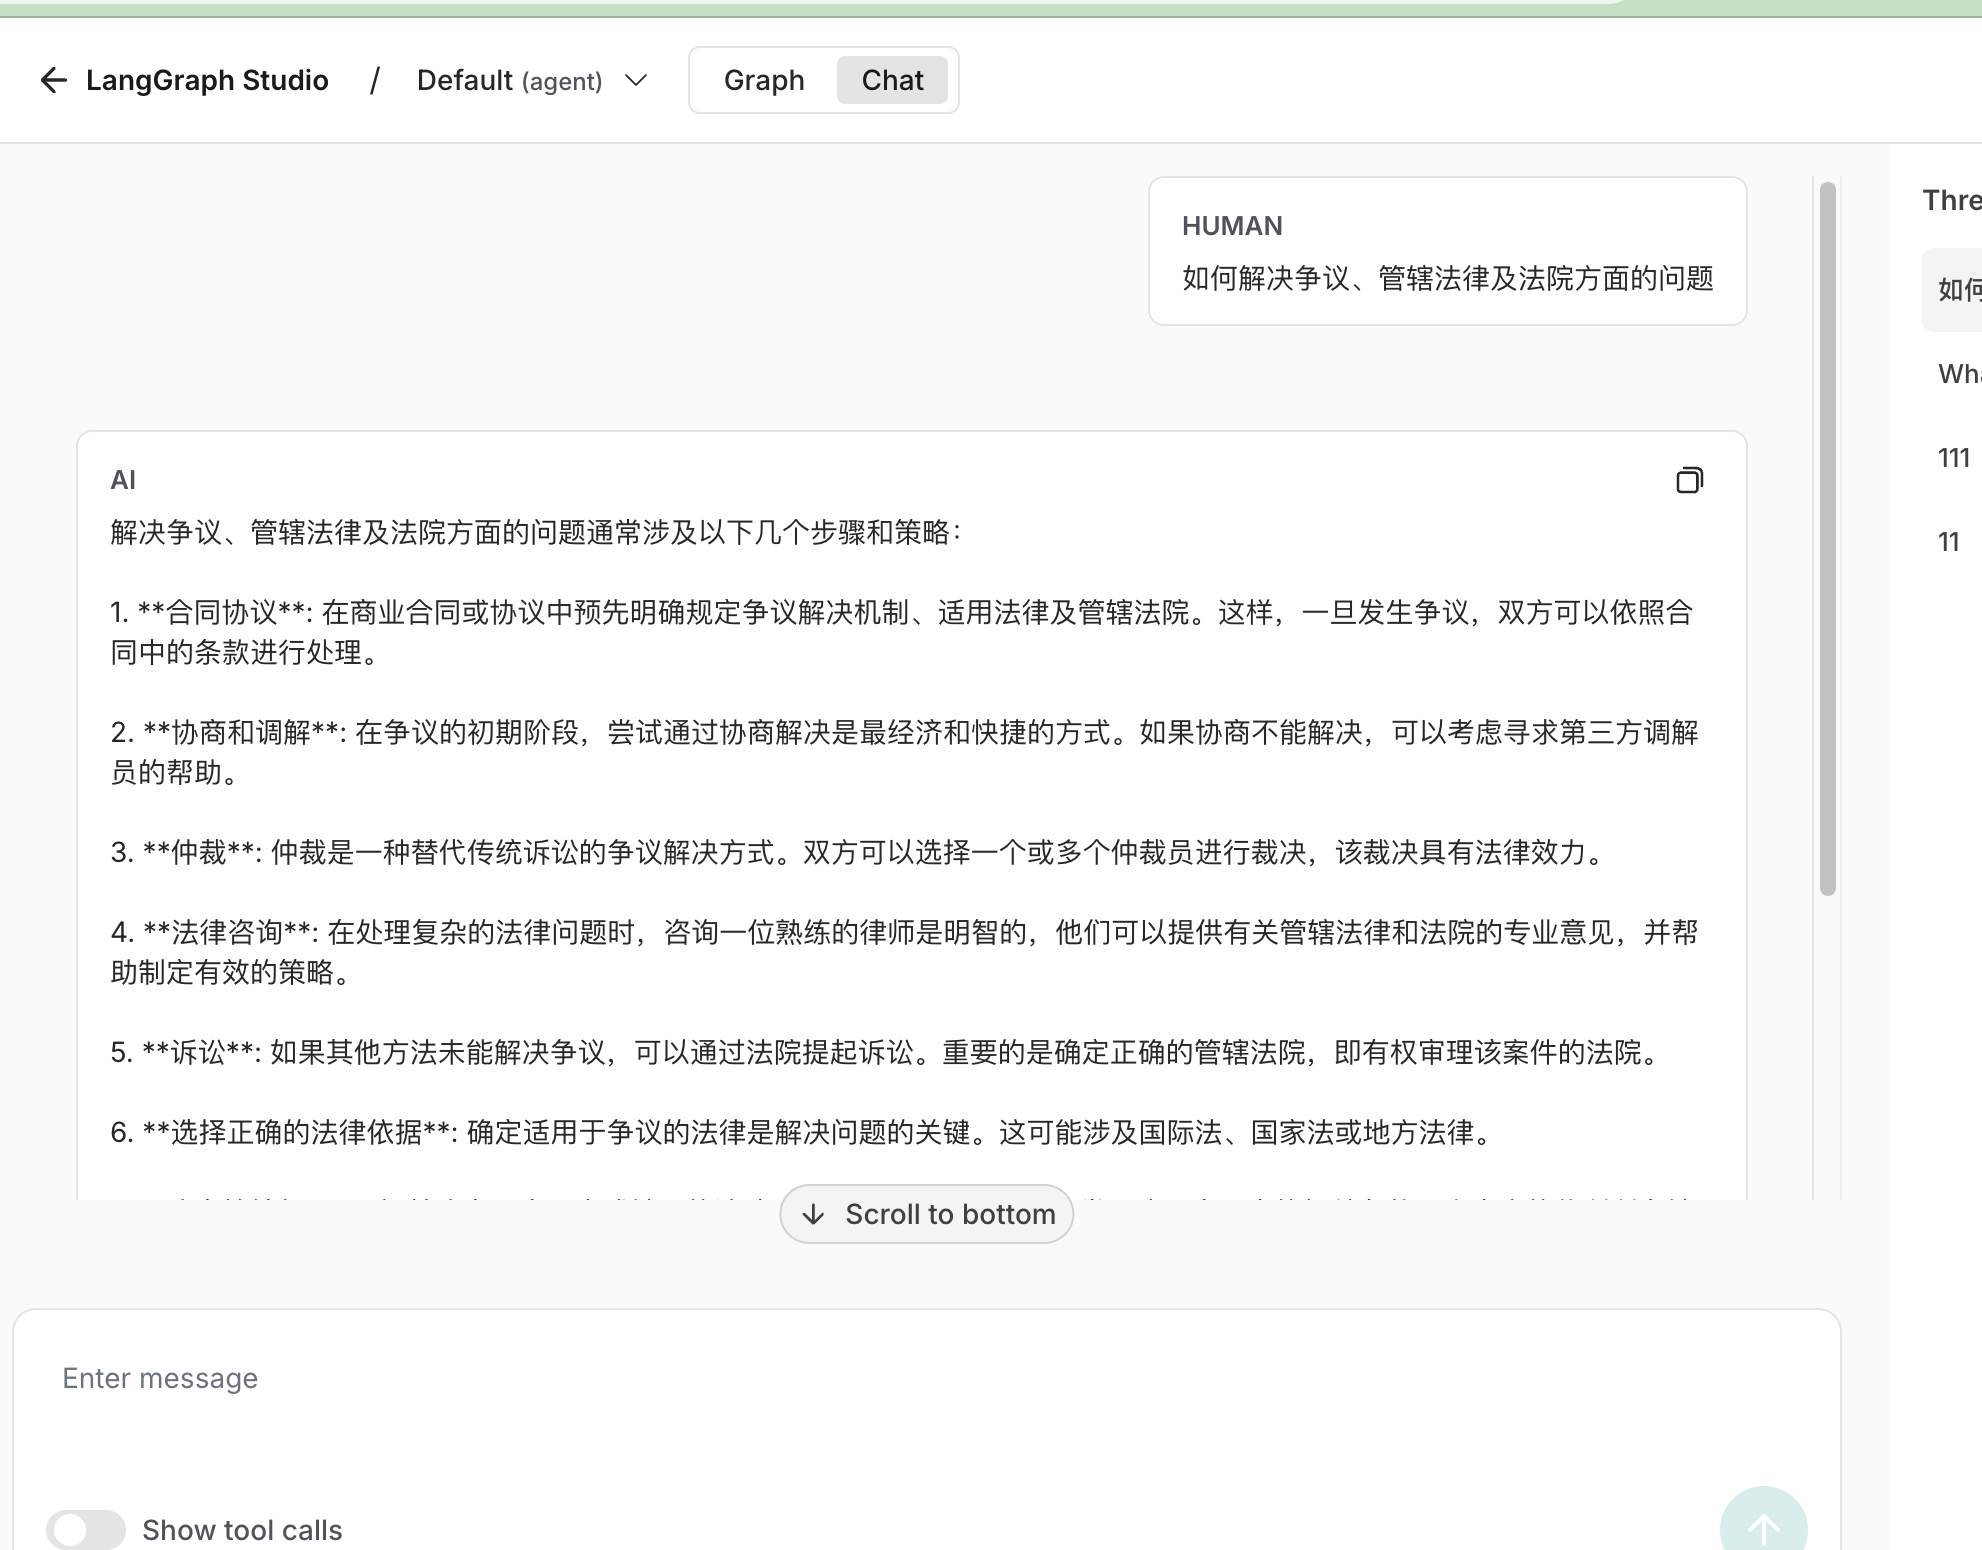 LangGraph Studio / Default (agent) Graph Chat
HUMAN
如何解决争议、管辖法律及法院方面的问题
AI
解决争议、管辖法律及法院方面的问题通常涉及以下几个步骤和策略：
1. **合同协议**: 在商业合同或协议中预先明确规定争议解决机制、适用法律及管辖法院。这样，一旦发生争议，双方可以依照合
同中的条款进行处理。
2. **协商和调解**: 在争议的初期阶段，尝试通过协商解决是最经济和快捷的方式。如果协商不能解决，可以考虑寻求第三方调解
员的帮助。
3. **仲裁**: 仲裁是一种替代传统诉讼的争议解决方式。双方可以选择一个或多个仲裁员进行裁决，该裁决具有法律效力。
4. **法律咨询**: 在处理复杂的法律问题时，咨询一位熟练的律师是明智的，他们可以提供有关管辖法律和法院的专业意见，并帮
助制定有效的策略。
5. **诉讼**: 如果其他方法未能解决争议，可以通过法院提起诉讼。重要的是确定正确的管辖法院，即有权审理该案件的法院。
6. **选择正确的法律依据**: 确定适用于争议的法律是解决问题的关键。这可能涉及国际法、国家法或地方法律。
Scroll to bottom
Enter message
Show tool calls
Thre
如何
Wha
111
11